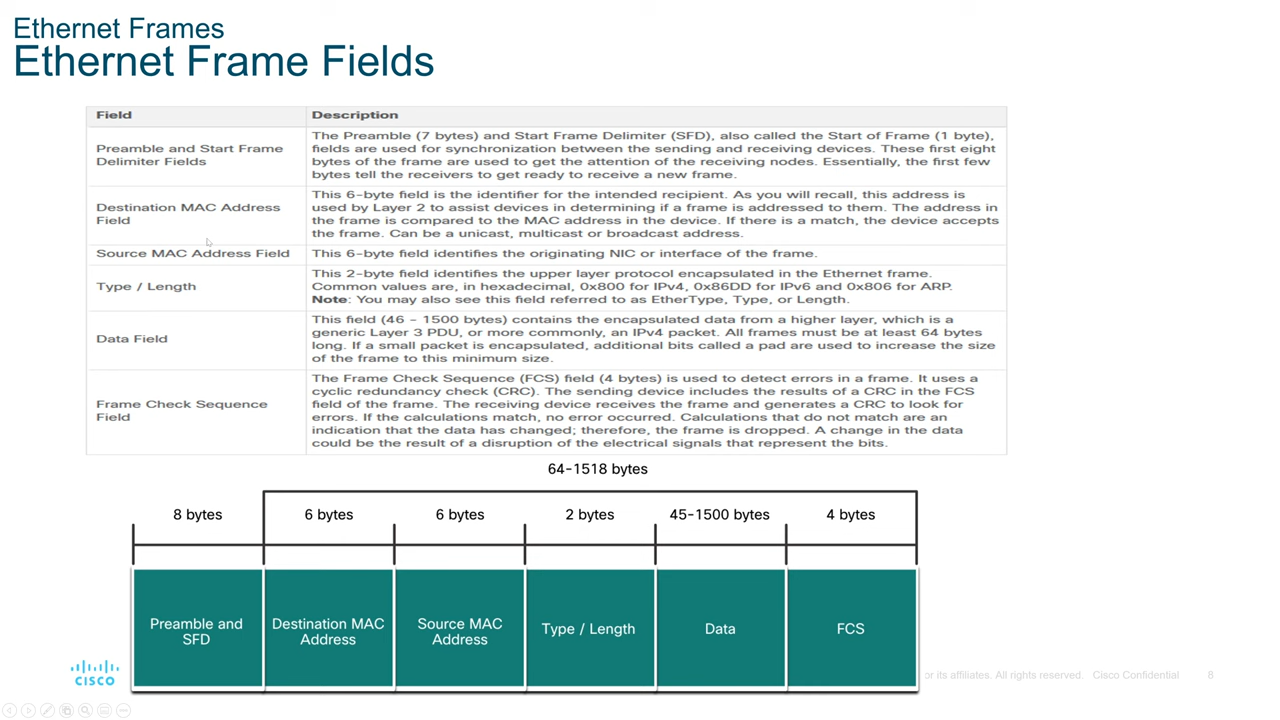 Ethernet Frames
Ethernet Frame Fields
Field
Description
Preamble and Start Frame
Delimiter Fields
The Preamble (7 bytes) and Start Frame Delimiter (SFD), also called the Start of Frame (1 byte),
fields are used for synchronization between the sending and receiving devices. These first eight
bytes of the frame are used to get the attention of the receiving nodes. Essentially, the first few
bytes tell the receivers to get ready to receive a new frame.
Destination MAC Address
Field
This 6-byte field is the identifier for the intended recipient. As you will recall, this address is
used by Layer 2 to assist devices in determining if a frame is addressed to them. The address in
the frame is compared to the MAC address in the device. If there is a match, the device accepts
the frame. Can be a unicast, multicast or broadcast address.
Source MAC Address Field
This 6-byte field identifies the originating NIC or interface of the frame.
Type / Length
This 2-byte field identifies the upper layer protocol encapsulated in the Ethernet frame.
Common values are, in hexadecimal, 0x800 for IPv4, 0x86DD for IPv6 and 0x806 for ARP.
Note: You may also see this field referred to as EtherType, Type, or Length.
Data Field
This field (46 - 1500 bytes) contains the encapsulated data from a higher layer, which is a
generic Layer 3 PDU, or more commonly, an IPv4 packet. All frames must be at least 64 bytes
long. If a small packet is encapsulated, additional bits called a pad are used to increase the size
of the frame to this minimum size.
Frame Check Sequence
Field
The Frame Check Sequence (FCS) field (4 bytes) is used to detect errors in a frame. It uses a
cyclic redundancy check (CRC). The sending device includes the results of a CRC in the FCS
field of the frame. The receiving device receives the frame and generates a CRC to look for
errors. If the calculations match, no error occurred. Calculations that do not match are an
indication that the data has changed; therefore, the frame is dropped. A change in the data
could be the result of a disruption of the electrical signals that represent the bits.
64-1518 bytes
8 bytes
6 bytes
6 bytes
2 bytes
45-1500 bytes
4 bytes
Preamble and
SFD
Destination MAC
Address
Source MAC
Address
Type / Length
Data
FCS
CISCO
or its affiliates. All rights reserved. Cisco Confidential
8